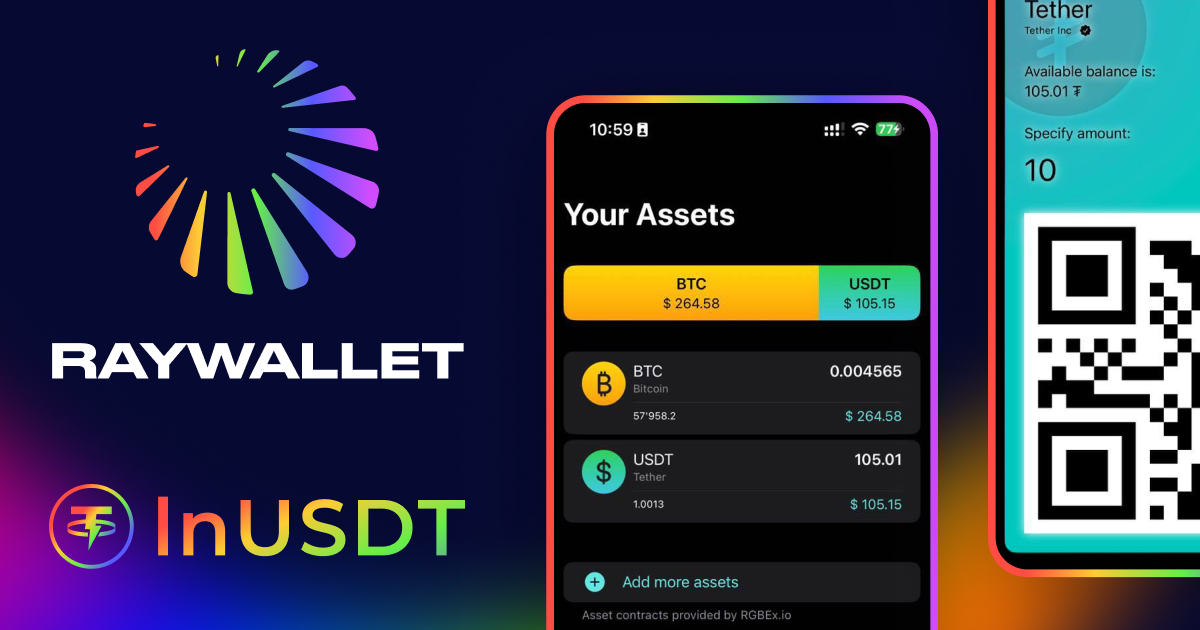 RAYWALLET
InUSDT
10:59
77
Your Assets
BTC
$ 264.58
USDT
$ 105.15
BTC
0.004565
Bitcoin
57'958.2
$ 264.58
USDT
105.01
Tether
1.0013
$ 105.15
Add more assets
Asset contracts provided by RGBEx.io
Tether
Tether Inc
Available balance is:
105.01 ₮
Specify amount:
10